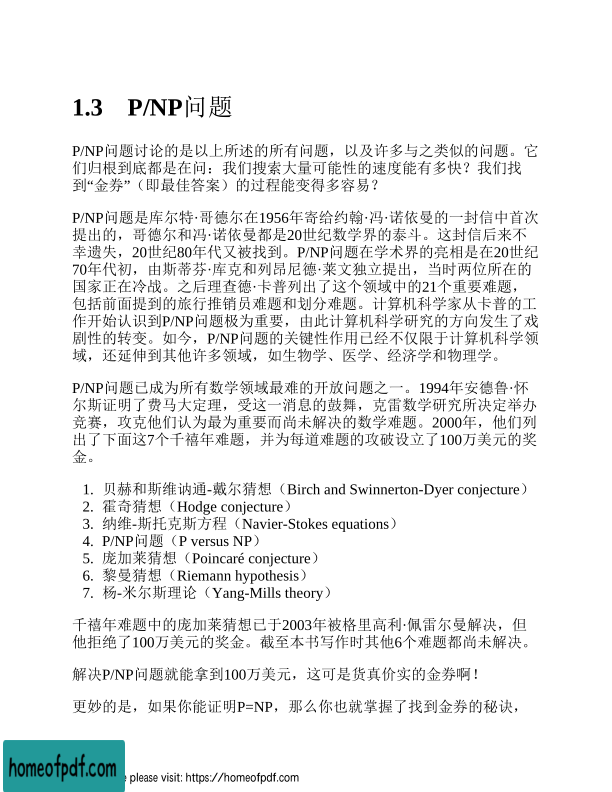 1.3 P/NP问题
P/NP问题讨论的是以上所述的所有问题，以及许多与之类似的问题。它
们归根到底都是在问：我们搜索大量可能性的速度能有多快？我们找
到“金券”（即最佳答案）的过程能变得多容易？
P/NP问题是库尔特·哥德尔在1956年寄给约翰·冯·诺依曼的一封信中首次
提出的，哥德尔和冯·诺依曼都是20世纪数学界的泰斗。这封信后来不
幸遗失，20世纪80年代又被找到。P/NP问题在学术界的亮相是在20世纪
70年代初，由斯蒂芬·库克和列昂尼德·莱文独立提出，当时两位所在的
国家正在冷战。之后理查德·卡普列出了这个领域中的21个重要难题，
包括前面提到的旅行推销员难题和划分难题。计算机科学家从卡普的工
作开始认识到P/NP问题极为重要，由此计算机科学研究的方向发生了戏
剧性的转变。如今，P/NP问题的关键性作用已经不仅限于计算机科学领
域，还延伸到其他许多领域，如生物学、医学、经济学和物理学。
P/NP问题已成为所有数学领域最难的开放问题之一。1994年安德鲁·怀
尔斯证明了费马大定理，受这一消息的鼓舞，克雷数学研究所决定举办
竞赛，攻克他们认为最为重要而尚未解决的数学难题。2000年，他们列
出了下面这7个千禧年难题，并为每道难题的攻破设立了100万美元的奖
金。
1. 贝赫和斯维讷通-戴尔猜想（Birch and Swinnerton-Dyer conjecture）
2. 霍奇猜想（Hodge conjecture）
3. 纳维-斯托克斯方程（Navier-Stokes equations）
4. P/NP问题（P versus NP）
5. 庞加莱猜想（Poincaré conjecture）
6. 黎曼猜想（Riemann hypothesis）
7. 杨-米尔斯理论（Yang-Mills theory）
千禧年难题中的庞加莱猜想已于2003年被格里高利·佩雷尔曼解决，但
他拒绝了100万美元的奖金。截至本书写作时其他6个难题都尚未解决。
解决P/NP问题就能拿到100万美元，这可是货真价实的金券啊！
更妙的是，如果你能证明P=NP，那么你也就掌握了找到金券的秘诀，
homeofpdf.com
please visit: https://homeofpdf.com